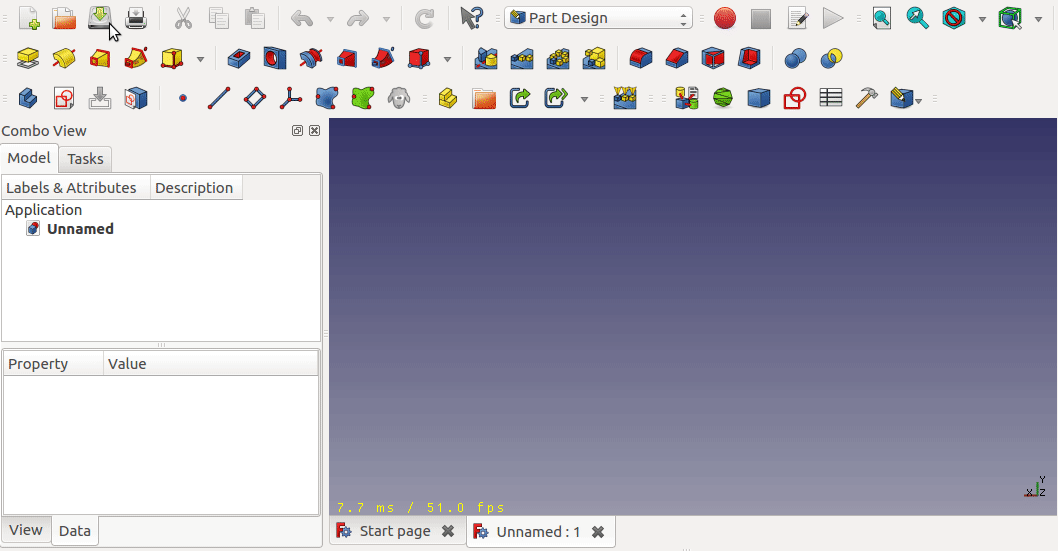 Part Design
Combo View
Model Tasks
Labels & Attributes Description
Application
Unnamed
Property Value
View Data
7.7 ms / 51.0 fps
Y
X Z
Start page Unnamed : 1